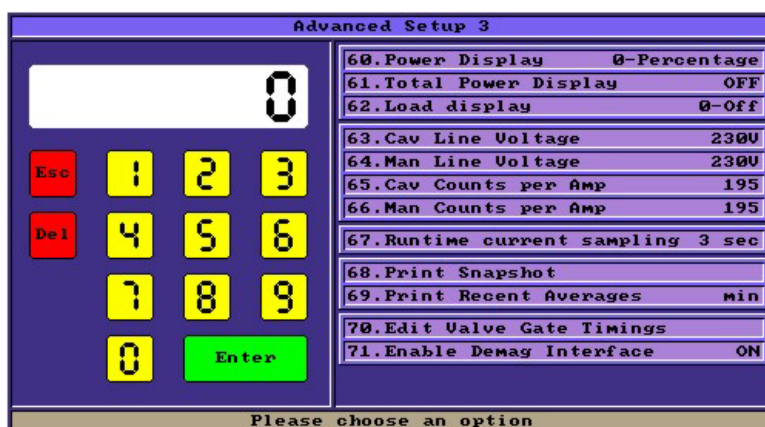 Advanced Setup 3
0
Esc
1 2 3
Del
4 5 6
7 8 9
0 Enter
60.Power Display 0-Percentage
61.Total Power Display OFF
62.Load display 0-Off
63.Cav Line Voltage 230V
64.Man Line Voltage 230V
65.Cav Counts per Amp 195
66.Man Counts per Amp 195
67.Runtime current sampling 3 sec
68.Print Snapshot
69.Print Recent Averages min
70.Edit Valve Gate Timings
71.Enable Demag Interface ON
Please choose an option